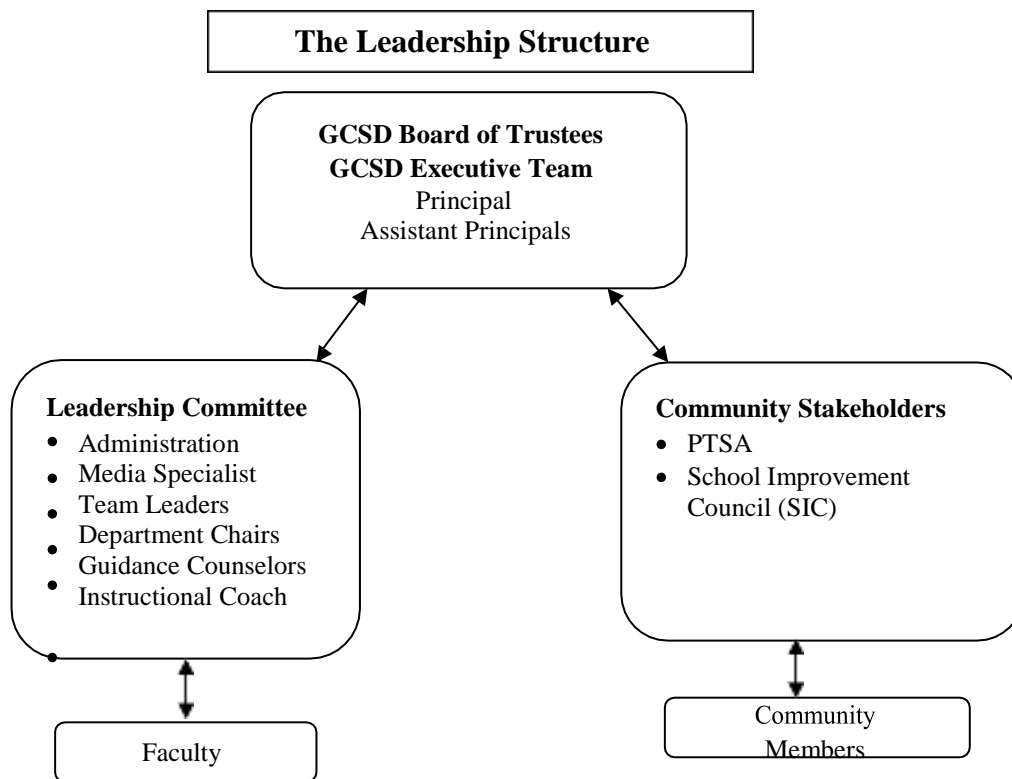 The Leadership Structure
GCSD Board of Trustees
GCSD Executive Team
Principal
Assistant Principals
Leadership Committee
• Administration
• Media Specialist
• Team Leaders
• Department Chairs
• Guidance Counselors
• Instructional Coach
Faculty
Community Stakeholders
• PTSA
• School Improvement
Council (SIC)
Community
Members